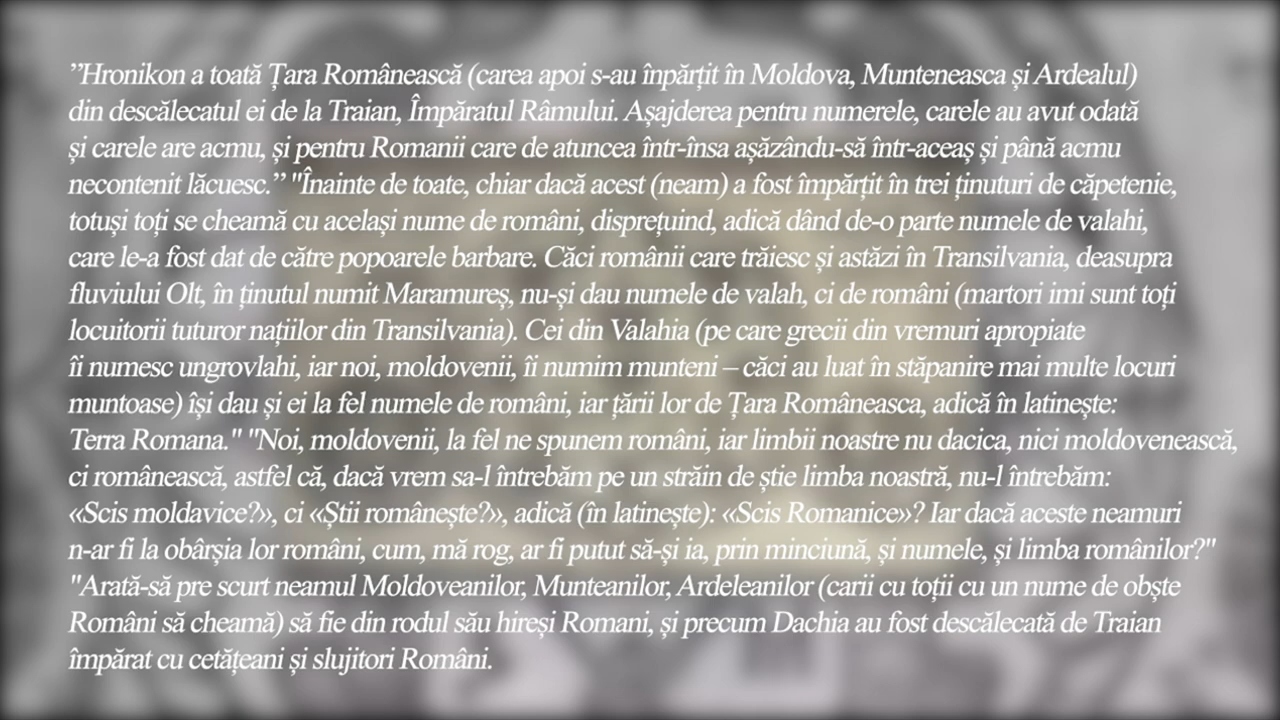 ”Hronikon a toată Țara Românească (carea apoi s-au înpărțit în Moldova, Munteneasca și Ardealul)
din descălecatul ei de la Traian, Împăratul Râmului. Așajderea pentru numerele, carele au avut odată
și carele are acmu, și pentru Romanii care de atuncea într-însa așăzându-să într-aceaș și până acmu
necontenit lăcuesc.” "Înainte de toate, chiar dacă acest (neam) a fost împărțit în trei ținuturi de căpetenie,
totuși toți se cheamă cu același nume de români, disprețuind, adică dând de-o parte numele de valahi,
care le-a fost dat de către popoarele barbare. Căci românii care trăiesc și astăzi în Transilvania, deasupra
fluviului Olt, în ținutul numit Maramureș, nu-și dau numele de valah, ci de români (martori imi sunt toți
locuitorii tuturor națiilor din Transilvania). Cei din Valahia (pe care grecii din vremuri apropiate
îi numesc ungrovlahi, iar noi, moldovenii, îi numim munteni – căci au luat în stăpanire mai multe locuri
muntoase) își dau și ei la fel numele de români, iar țării lor de Țara Româneasca, adică în latinește:
Terra Romana." "Noi, moldovenii, la fel ne spunem români, iar limbii noastre nu dacica, nici moldovenească,
ci românească, astfel că, dacă vrem sa-l întrebăm pe un străin de știe limba noastră, nu-l întrebăm:
«Scis moldavice?», ci «Știi românește?», adică (în latinește): «Scis Romanice»? Iar dacă aceste neamuri
n-ar fi la obârșia lor români, cum, mă rog, ar fi putut să-și ia, prin minciună, și numele, și limba românilor?"
"Arată-să pre scurt neamul Moldoveanilor, Munteanilor, Ardeleanilor (carii cu toții cu un nume de obște
Români să cheamă) să fie din rodul său hireși Romani, și precum Dachia au fost descălecată de Traian
împărat cu cetățeani și slujitori Români.